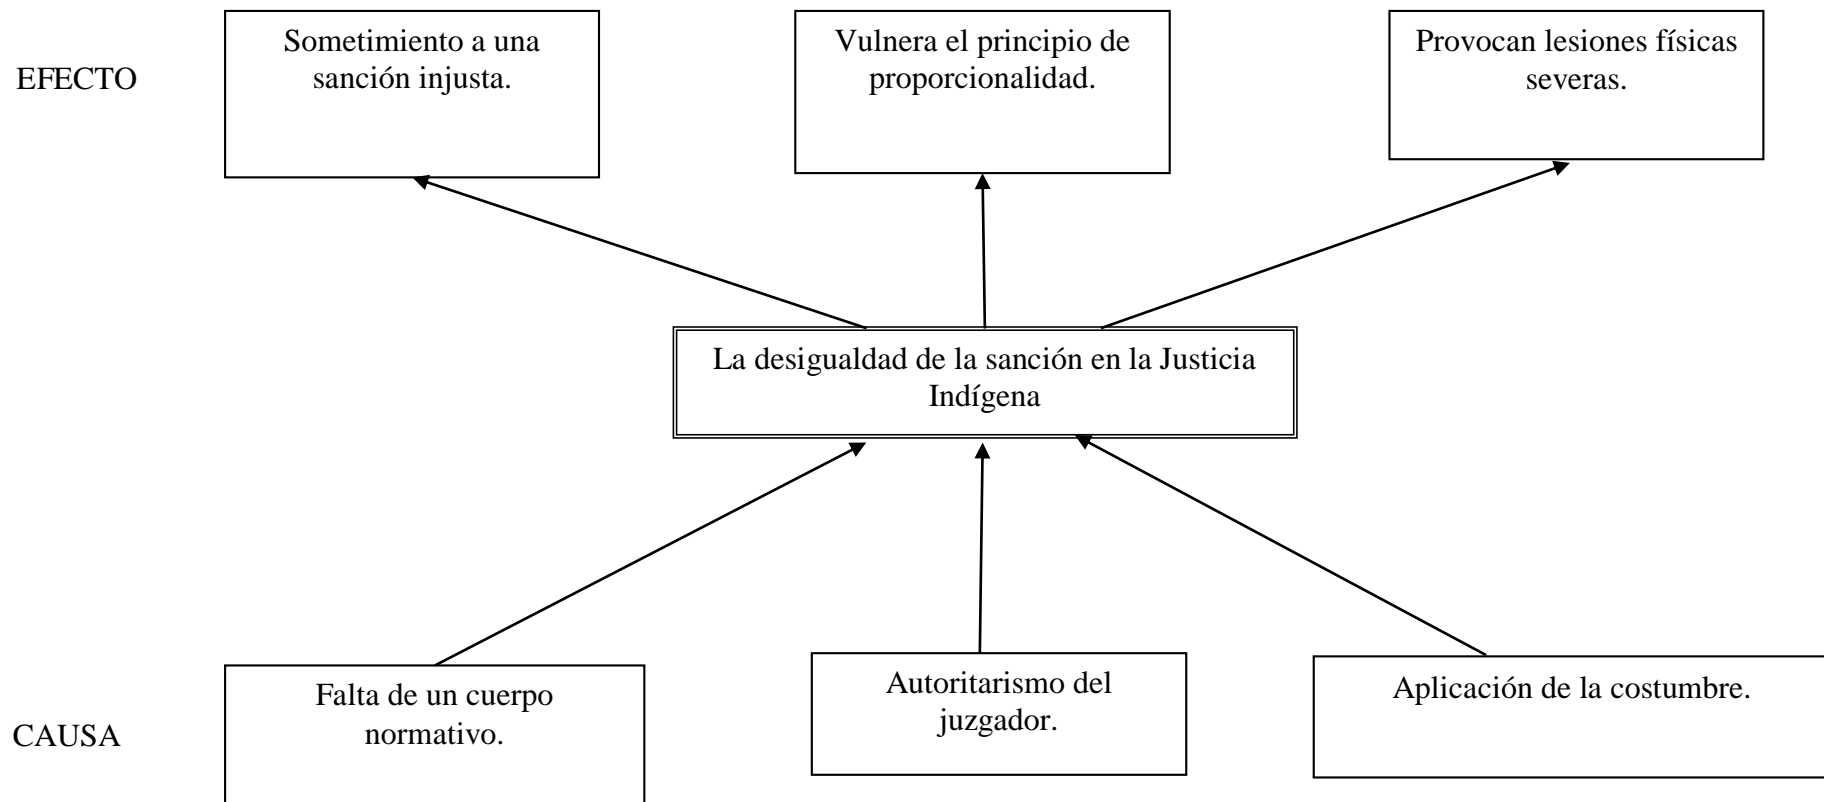 EFECTO
Sometimiento a una
sanción injusta.
Vulnera el principio de
proporcionalidad.
Provocan lesiones físicas
severas.
La desigualdad de la sanción en la Justicia
Indígena
CAUSA
Falta de un cuerpo
normativo.
Autoritarismo del
juzgador.
Aplicación de la costumbre.